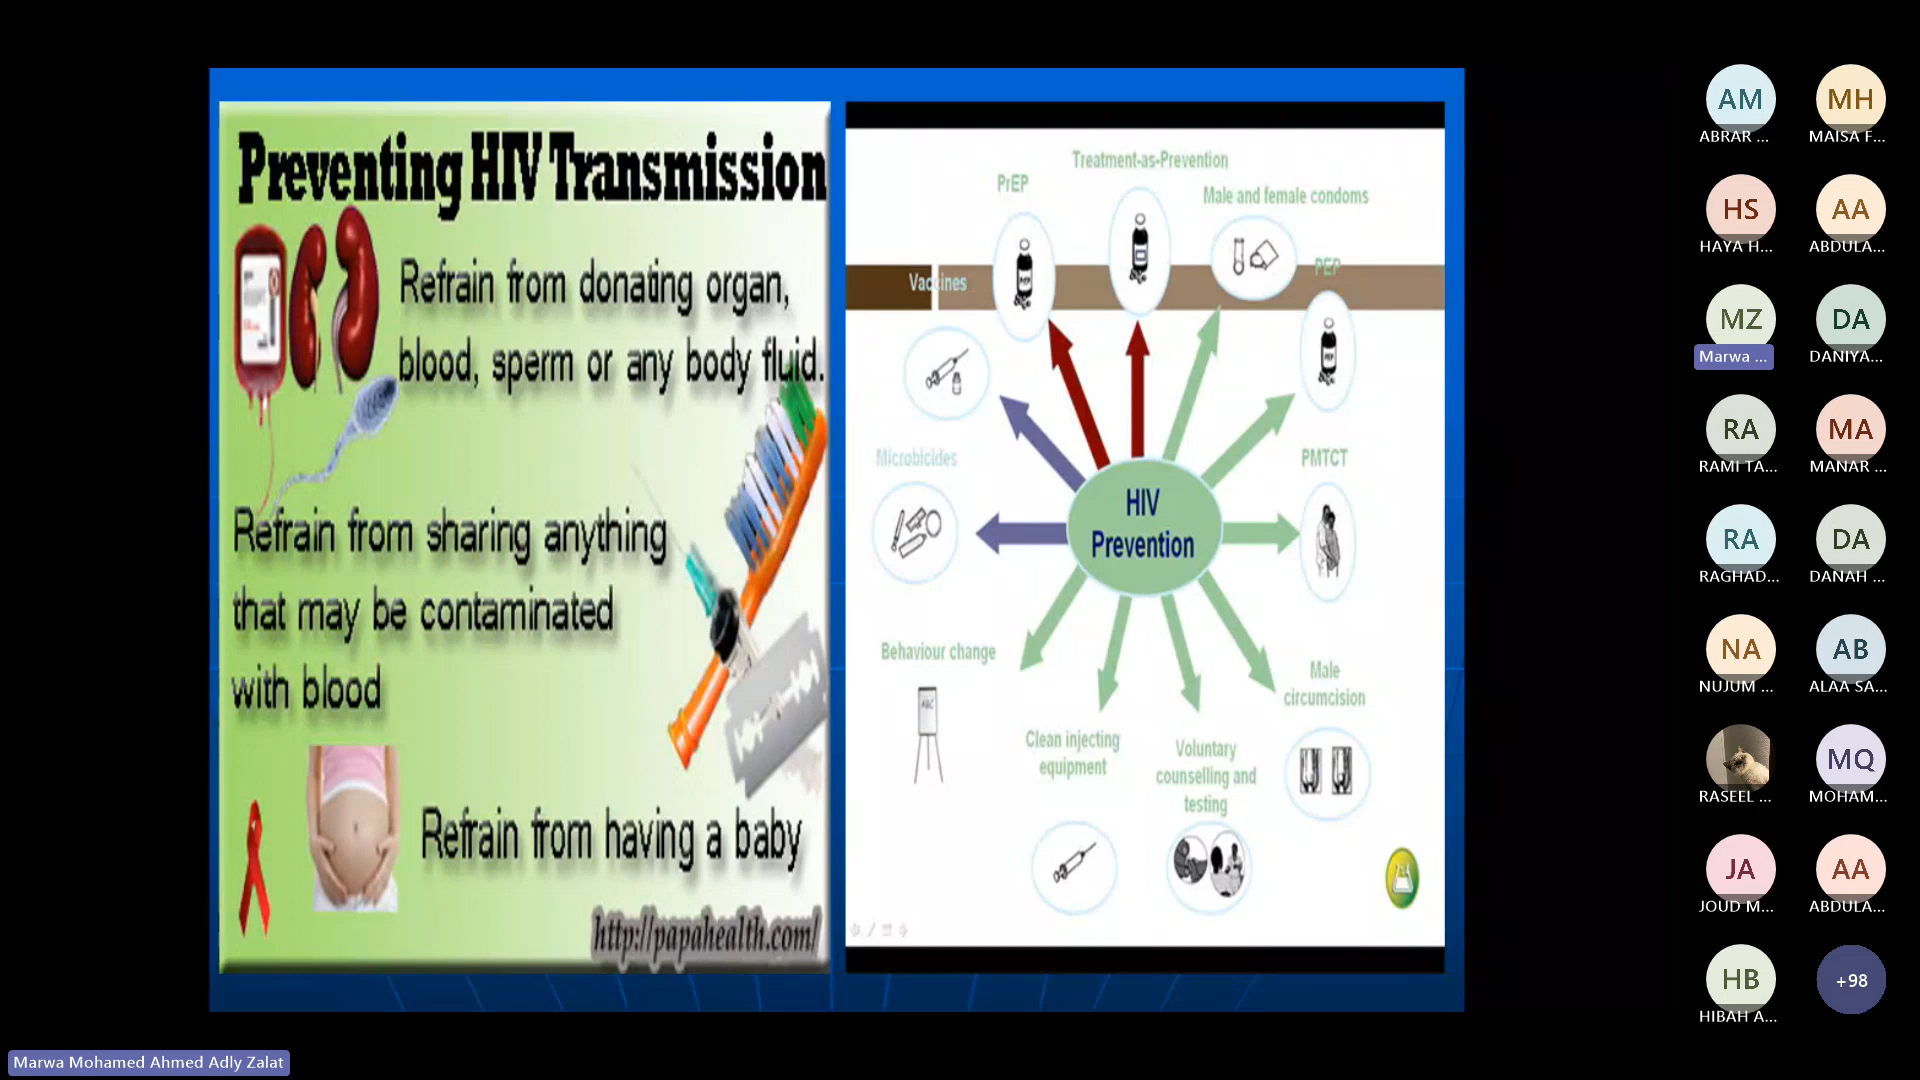 Preventing HIV Transmission
Refrain from donating organ,
blood, sperm or any body fluid.
Refrain from sharing anything
that may be contaminated
with blood
Refrain from having a baby
http://papahealth.com/
Treatment-as-Prevention
PrEP
Male and female condoms
PEP
Vaccines
Microbicides
PMTCT
HIV
Prevention
Behaviour change
Male
circumcision
Clean injecting
equipment
Voluntary
counselling and
testing
ABC
PEP
PEP
AM
ABRAR ...
MH
MAISA F...
HS
HAYA H...
AA
ABDULA...
MZ
Marwa ...
DA
DANIYA...
RA
RAMI TA...
MA
MANAR ...
RA
RAGHAD...
DA
DANAH ...
NA
NUJUM ...
AB
ALAA SA...
RASEEL ...
MQ
MOHAM...
JA
JOUD M...
AA
ABDULA...
HB
HIBAH A...
+98
Marwa Mohamed Ahmed Adly Zalat